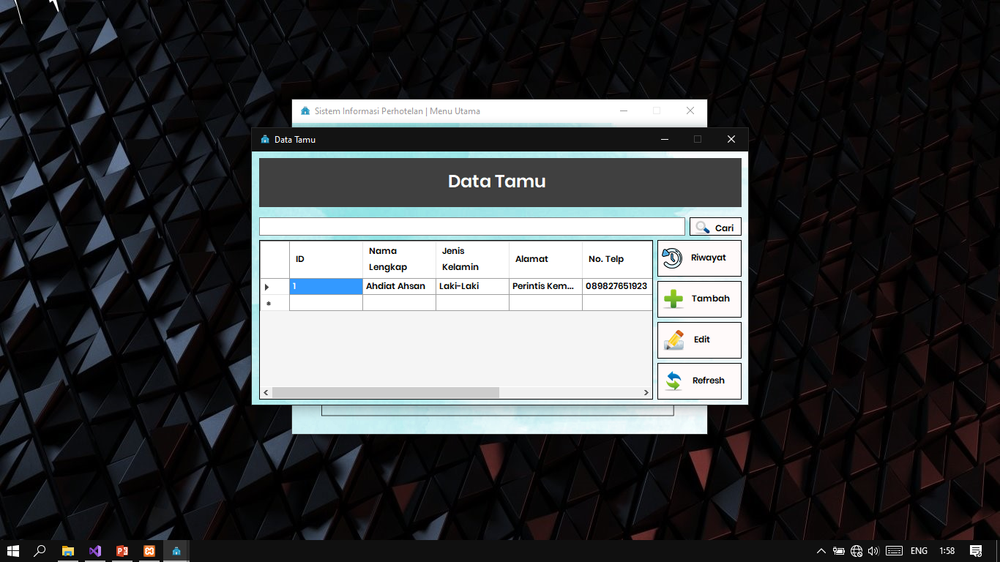 Sistem Informasi Perhotelan | Menu Utama
Data Tamu
Data Tamu
Cari
ID
Nama Lengkap
Jenis Kelamin
Alamat
No. Telp
1
Ahdiat Ahsan
Laki-Laki
Perintis Kem...
089827651923
Riwayat
Tambah
Edit
Refresh
ENG
1:58